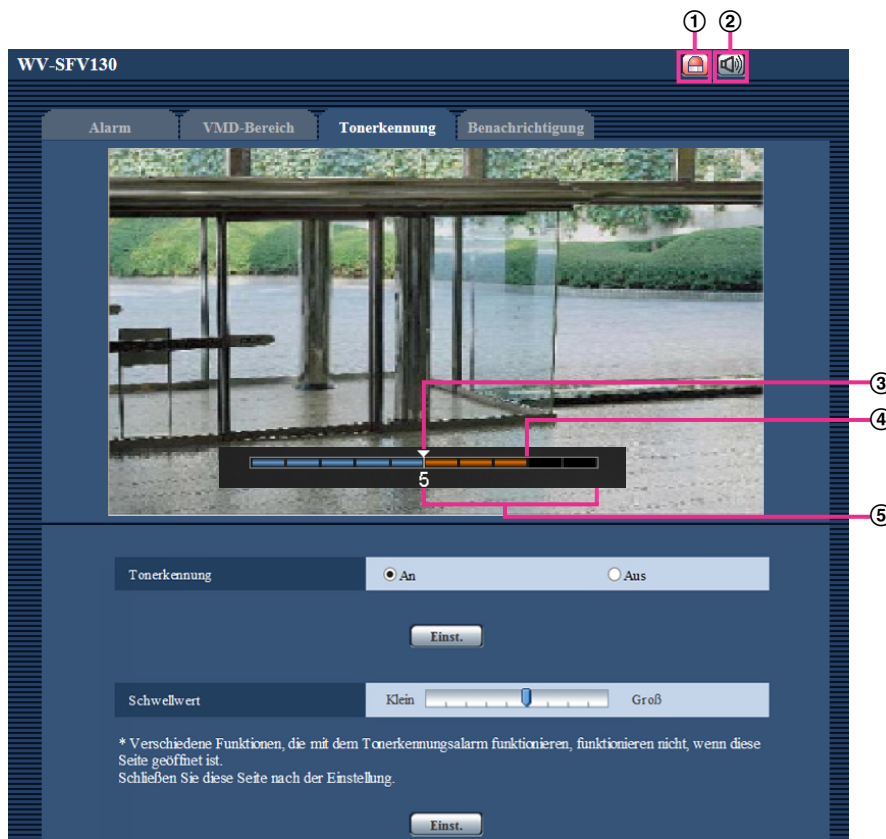 ① ②
WV-SFV130
Alarm VMD-Bereich Tonerkennung Benachrichtigung
③
④
5
⑤
Tonerkennung An Aus
Einst.
Schwellwert Klein Groß
* Verschiedene Funktionen, die mit dem Tonerkennungsalarm funktionieren, funktionieren nicht, wenn diese
Seite geöffnet ist.
Schließen Sie diese Seite nach der Einstellung.
Einst.